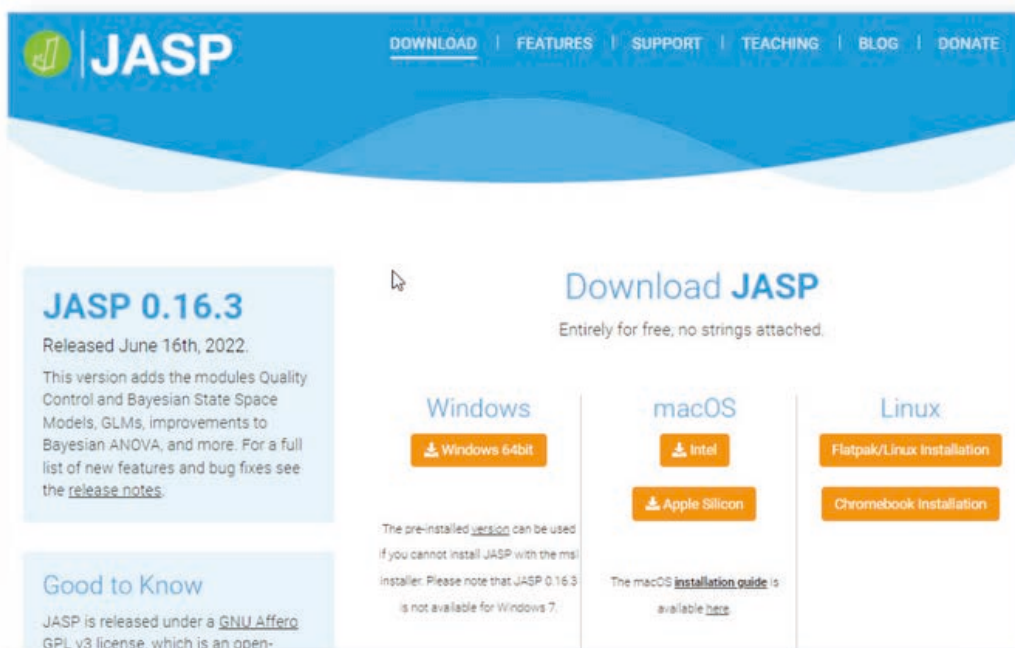 JASP
DOWNLOAD | FEATURES | SUPPORT | TEACHING | BLOG | DONATE
JASP 0.16.3
Released June 16th, 2022.
This version adds the modules Quality
Control and Bayesian State Space
Models, GLMs, improvements to
Bayesian ANOVA, and more. For a full
list of new features and bug fixes see
the release notes.
Good to Know
JASP is released under a GNU Affero
GPL v3 license, which is an open-
Download JASP
Entirely for free, no strings attached.
Windows
Windows 64bit
The pre-installed version can be used
if you cannot install JASP with the msi
installer. Please note that JASP 0.16.3
is not available for Windows 7.
macOS
Intel
Apple Silicon
The macOS installation guide is
available here.
Linux
Flatpak/Linux Installation
Chromebook Installation